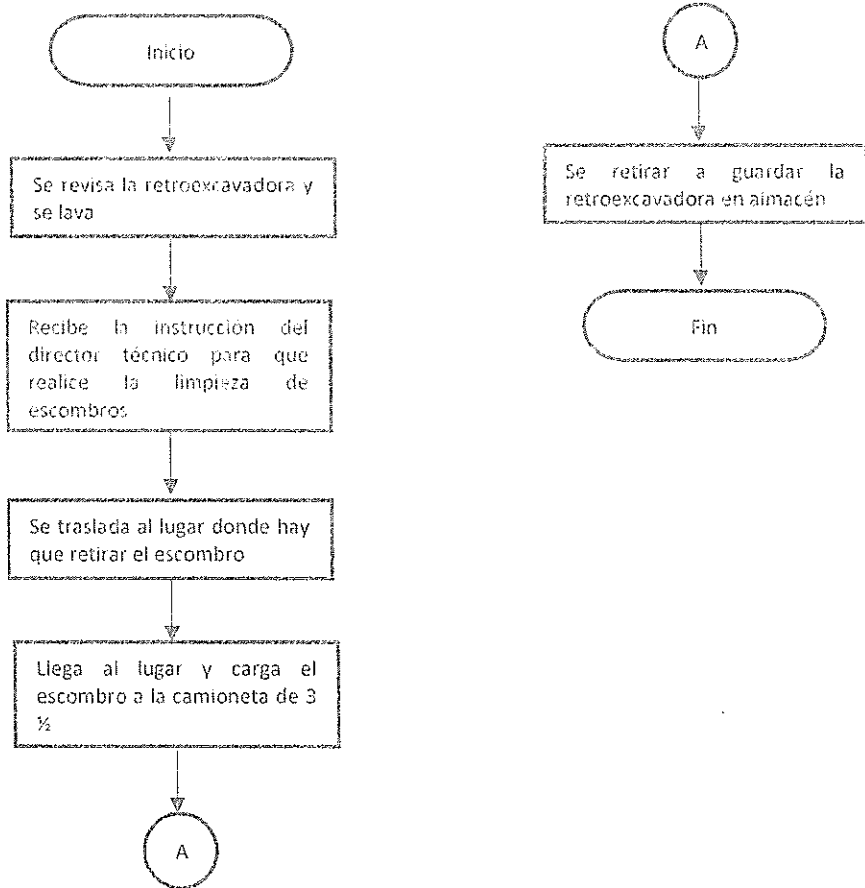 Inicio
Se revisa la retroexcavadora y
se lava
Recibe la instrucción del
director técnico para que
realice la limpieza de
escombros
Se traslada al lugar donde hay
que retirar el escombro
Llega al lugar y carga el
escombro a la camioneta de 3
½
A
A
Se retirar a guardar la
retroexcavadora en almacén
Fin